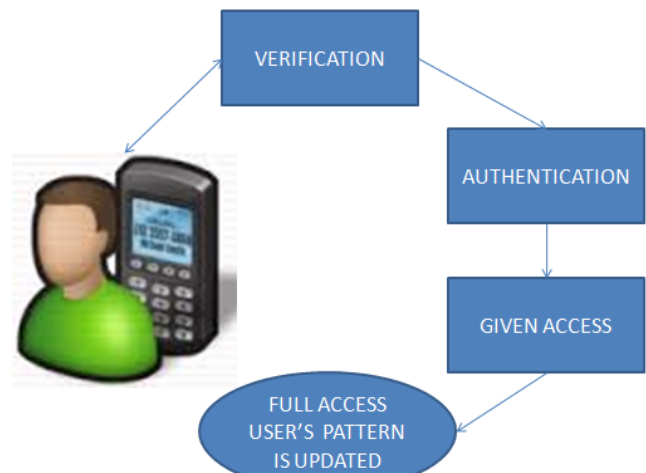 VERIFICATION
AUTHENTICATION
GIVEN ACCESS
FULL ACCESS
USER'S PATTERN
IS UPDATED